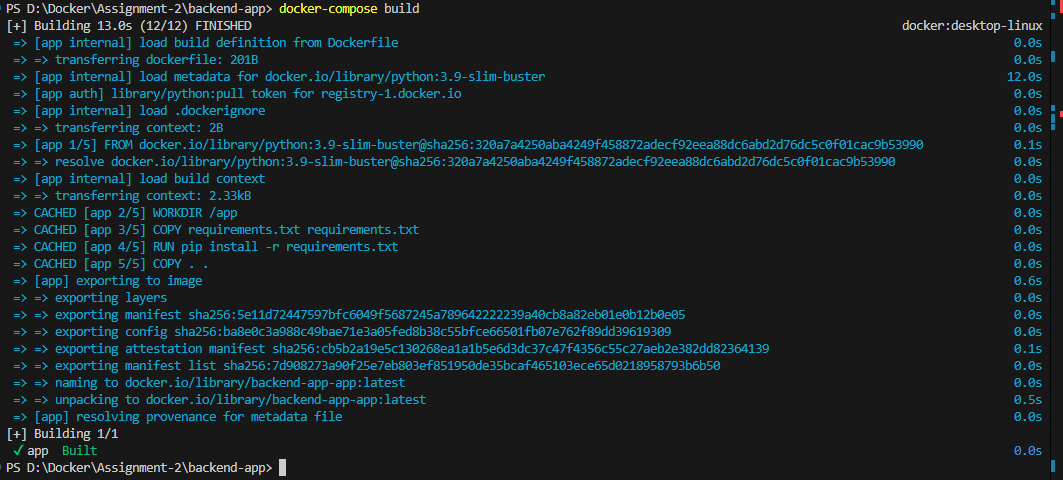 PS D:\Docker\Assignment-2\backend-app> docker-compose build
[+] Building 13.0s (12/12) FINISHED docker:desktop-linux
=> [app internal] load build definition from Dockerfile 0.0s
=> => transferring dockerfile: 201B 0.0s
=> [app internal] load metadata for docker.io/library/python:3.9-slim-buster 12.0s
=> [app auth] library/python:pull token for registry-1.docker.io 0.0s
=> [app internal] load .dockerignore 0.0s
=> => transferring context: 2B 0.0s
=> [app 1/5] FROM docker.io/library/python:3.9-slim-buster@sha256:320a7a4250aba4249f458872adecf92eea88dc6abd2d76dc5c0f01cac9b53990 0.1s
=> => resolve docker.io/library/python:3.9-slim-buster@sha256:320a7a4250aba4249f458872adecf92eea88dc6abd2d76dc5c0f01cac9b53990 0.0s
=> [app internal] load build context 0.0s
=> => transferring context: 2.33kB 0.0s
=> CACHED [app 2/5] WORKDIR /app 0.0s
=> CACHED [app 3/5] COPY requirements.txt requirements.txt 0.0s
=> CACHED [app 4/5] RUN pip install -r requirements.txt 0.0s
=> CACHED [app 5/5] COPY . . 0.0s
=> [app] exporting to image 0.6s
=> => exporting layers 0.0s
=> => exporting manifest sha256:5e11d72447597bfc6049f5687245a789642222239a40cb8a82eb01e0b12b0e05 0.0s
=> => exporting config sha256:ba8e0c3a988c49bae71e3a05fed8b38c55bfce66501fb07e762f89dd39619309 0.0s
=> => exporting attestation manifest sha256:cb5b2a19e5c130268ea1a1b5e6d3dc37c47f4356c55c27aeb2e382dd82364139 0.1s
=> => exporting manifest list sha256:7d908273a90f25e7eb803ef851950de35bcaf465103ece65d0218958793b6b50 0.0s
=> => naming to docker.io/library/backend-app-app:latest 0.0s
=> => unpacking to docker.io/library/backend-app-app:latest 0.5s
=> [app] resolving provenance for metadata file 0.0s
[+] Building 1/1
✔ app Built 0.0s
PS D:\Docker\Assignment-2\backend-app>